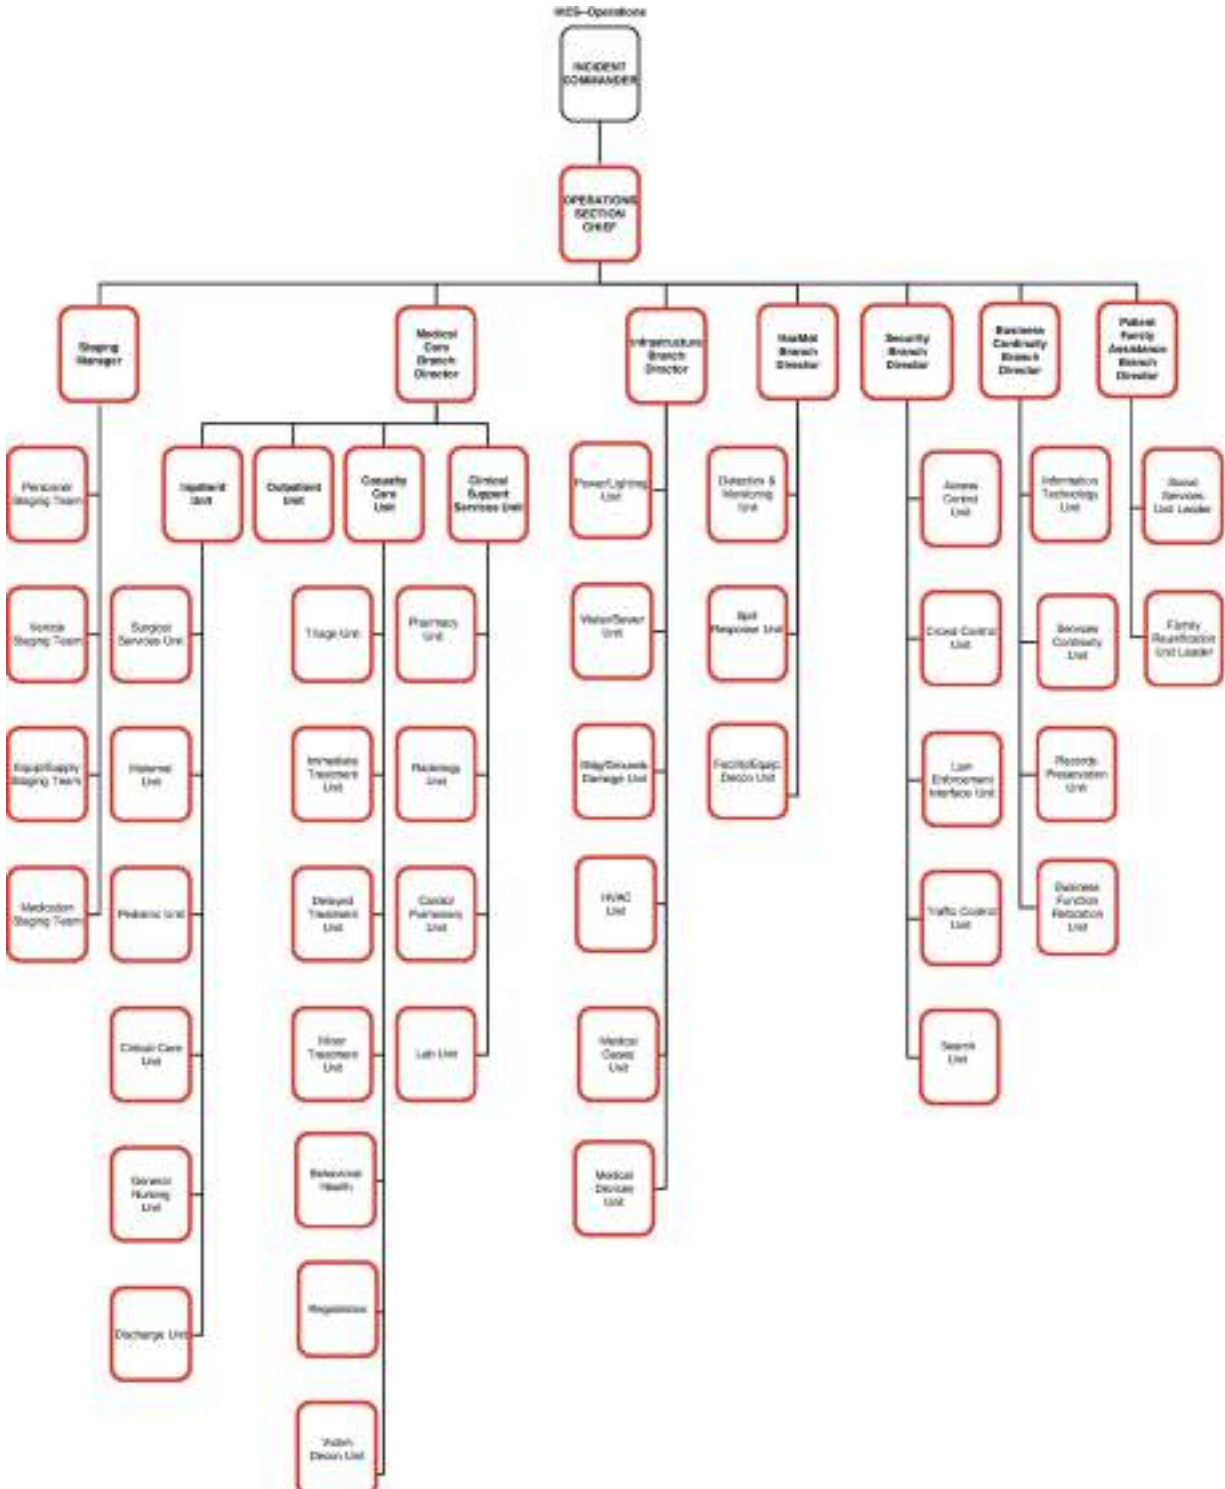 Operations
INCIDENT
COMMANDER
OPERATIONS
SECTION
CHIEF
Staging
Manager
Medical
Care
Branch
Director
Infrastructure
Branch
Director
HazMat
Branch
Director
Security
Branch
Director
Business
Continuity
Branch
Director
Patient
Family
Assistance
Branch
Director
Personnel
Staging Team
Vehicle
Staging Team
Equip/Supply
Staging Team
Medication
Staging Team
Inpatient
Unit
Outpatient
Unit
Casualty
Care
Unit
Clinical
Support
Services Unit
Surgical
Services Unit
Maternal
Unit
Pediatric Unit
Critical Care
Unit
General
Nursing
Unit
Discharge Unit
Triage Unit
Immediate
Treatment
Unit
Delayed
Treatment
Unit
Minor
Treatment
Unit
Behavioral
Health
Registration
Victim
Decon Unit
Pharmacy
Unit
Radiology
Unit
Pulmonary
Unit
Lab Unit
Power/Lighting
Unit
Water/Sewer
Unit
Bldg/Grounds
Damage Unit
HVAC
Unit
Medical
Gases
Unit
Medical
Devices
Unit
Detection &
Monitoring
Unit
Spill
Response Unit
Facility/Equip.
Decon Unit
Access
Control
Unit
Crowd Control
Unit
Law
Enforcement
Interface Unit
Traffic Control
Unit
Search
Unit
Information
Technology
Unit
Services
Continuity
Unit
Records
Preservation
Unit
Business
Function
Relocation
Unit
Social
Services
Unit Leader
Family
Reunification
Unit Leader